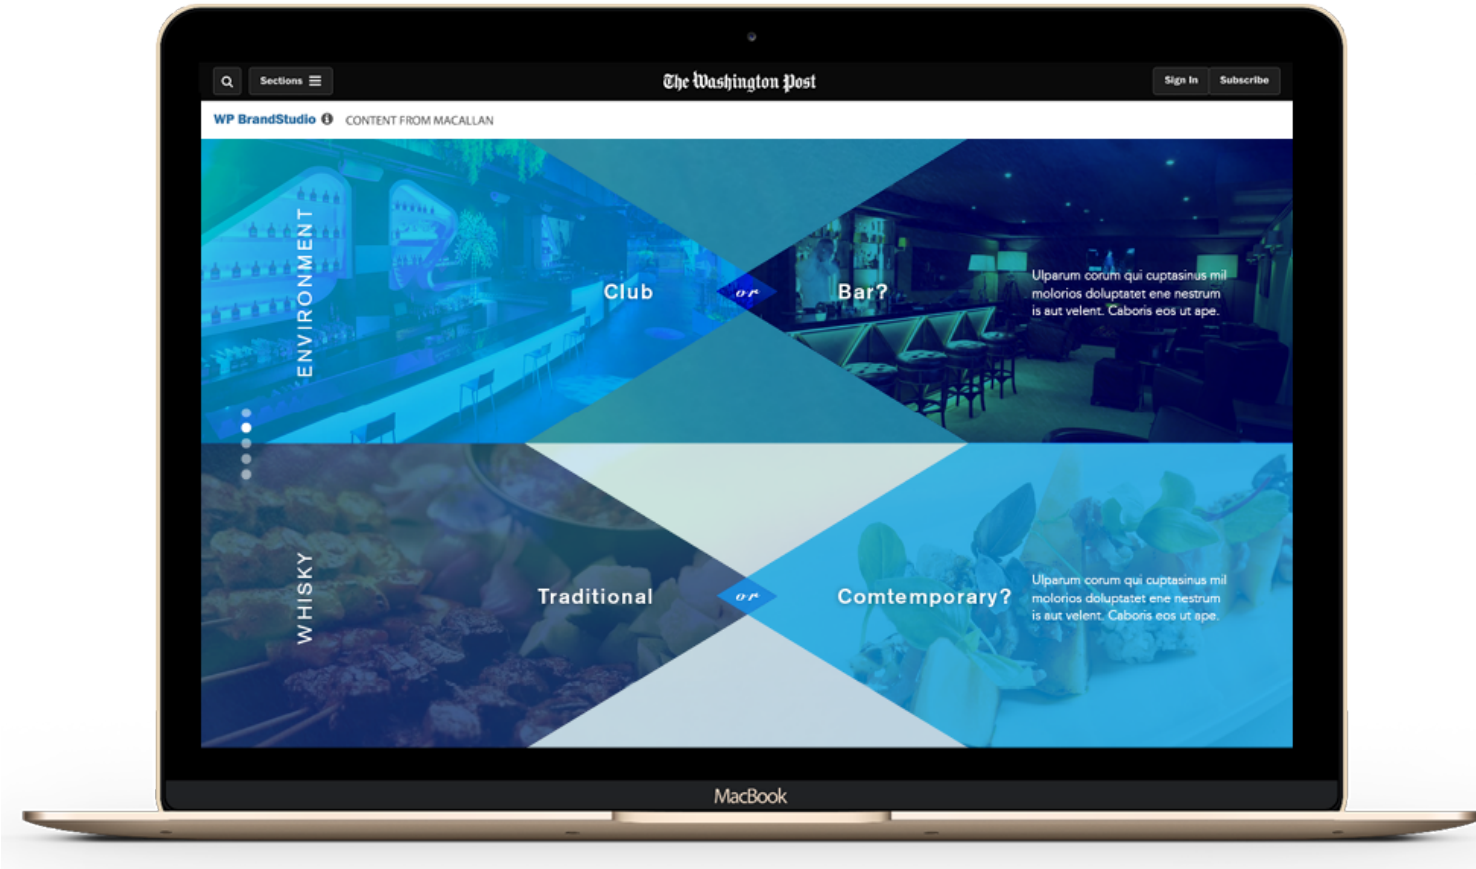 Sections
The Washington Post
Sign In
Subscribe
WP BrandStudio
CONTENT FROM MACALLAN
ENVIRONMENT
Club
or
Bar?
Ulparum corum qui cuptasinus mil
molorios doluptatet ene nestrum
is aut velent. Caboris eos ut ape.
WHISKY
Traditional
or
Comtemporary?
Ulparum corum qui cuptasinus mil
molorios doluptatet ene nestrum
is aut velent. Caboris eos ut ape.
MacBook